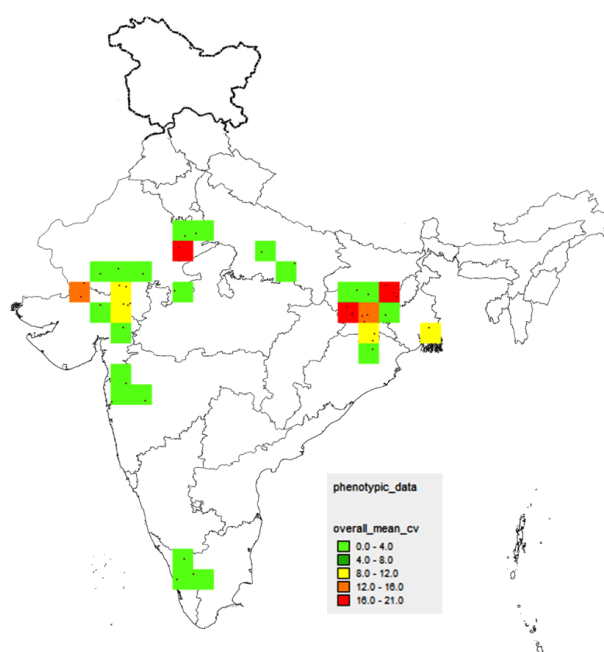 phenotypic_data
overall_mean_cv
0.0 - 4.0
4.0 - 8.0
8.0 - 12.0
12.0 - 16.0
16.0 - 21.0